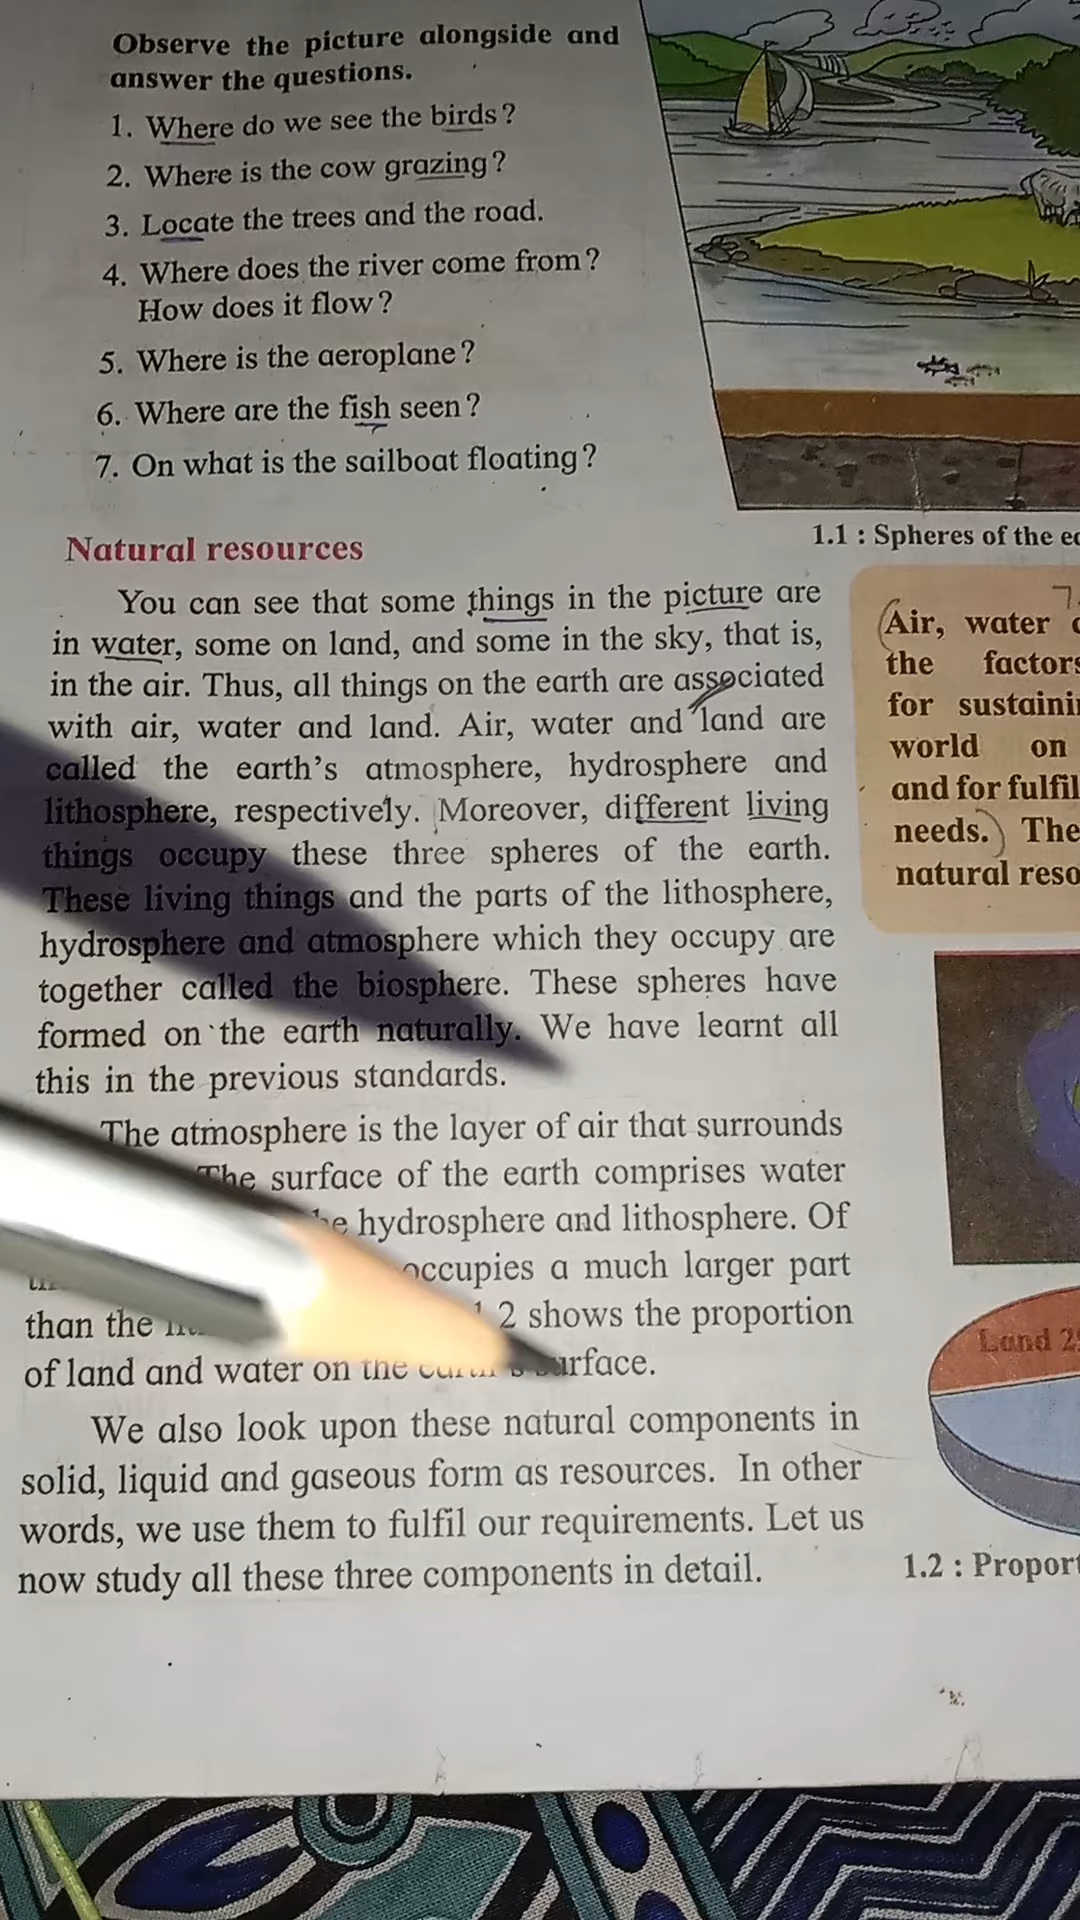 Observe the picture alongside and
answer the questions.
1. Where do we see the birds?
2. Where is the cow grazing?
3. Locate the trees and the road.
4. Where does the river come from?
How does it flow?
5. Where is the aeroplane?
6. Where are the fish seen?
7. On what is the sailboat floating?
1.1 : Spheres of the
Natural resources
You can see that some things in the picture are
in water, some on land, and some in the sky, that is,
in the air. Thus, all things on the earth are associated
with air, water and land. Air, water and land are
called the earth's atmosphere, hydrosphere and
lithosphere, respectively. Moreover, different living
things occupy these three spheres of the earth.
These living things and the parts of the lithosphere,
hydrosphere and atmosphere which they occupy are
together called the biosphere. These spheres have
formed on the earth naturally. We have learnt all
this in the previous standards.
The atmosphere is the layer of air that surrounds
The surface of the earth comprises water
hydrosphere and lithosphere. Of
occupies a much larger part
than the 2 shows the proportion
of land and water on the surface.
We also look upon these natural components in
solid, liquid and gaseous form as resources. In other
words, we use them to fulfil our requirements. Let us
now study all these three components in detail.
Air, water
the factors
for
world on
and for
needs. The
natural
Land
1.2 :